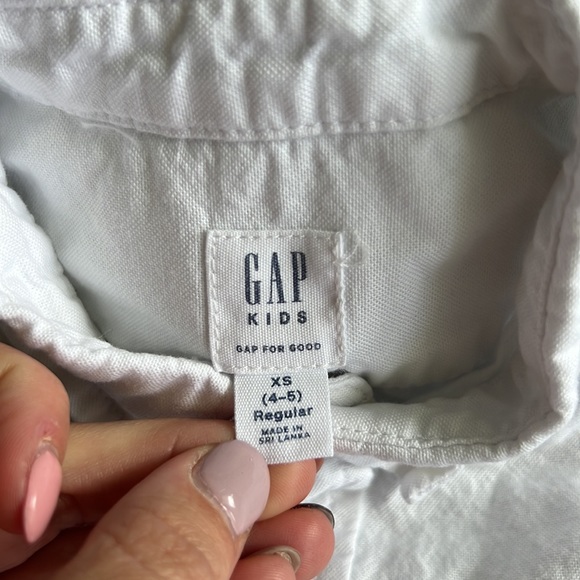 GAP
KIDS
GAP FOR GOOD
XS
(4-5)
Regular
MADE IN
SRI LANKA